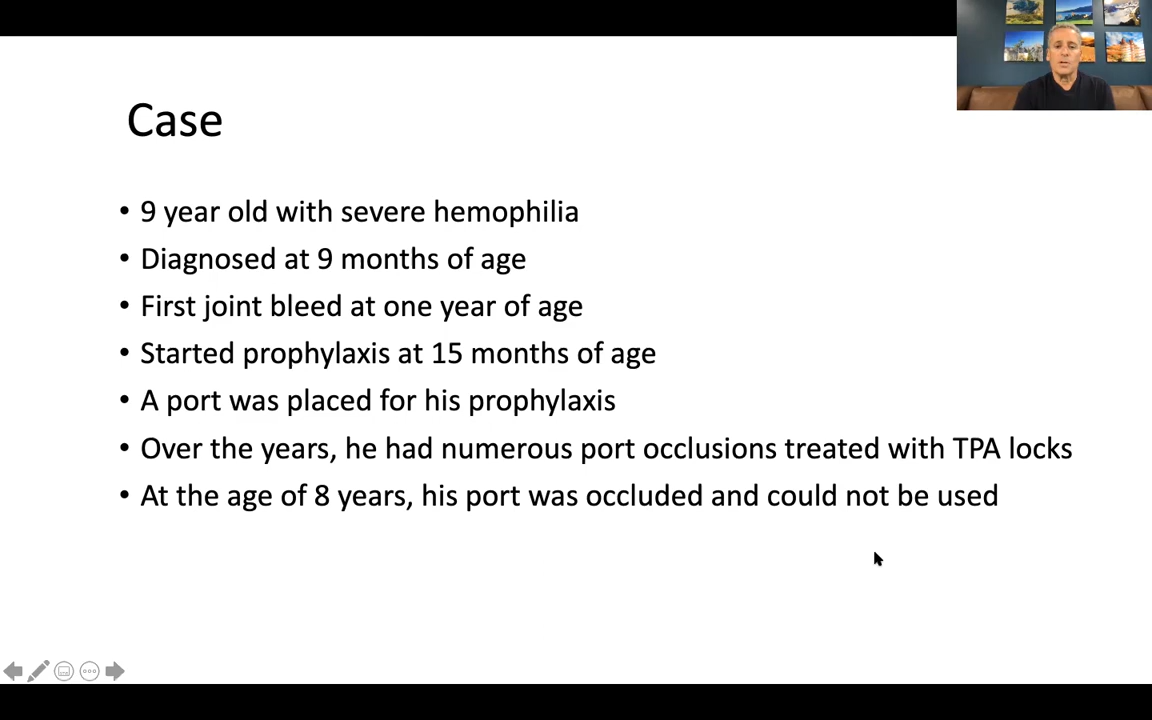 Case
• 9 year old with severe hemophilia
• Diagnosed at 9 months of age
• First joint bleed at one year of age
• Started prophylaxis at 15 months of age
• A port was placed for his prophylaxis
• Over the years, he had numerous port occlusions treated with TPA locks
• At the age of 8 years, his port was occluded and could not be used